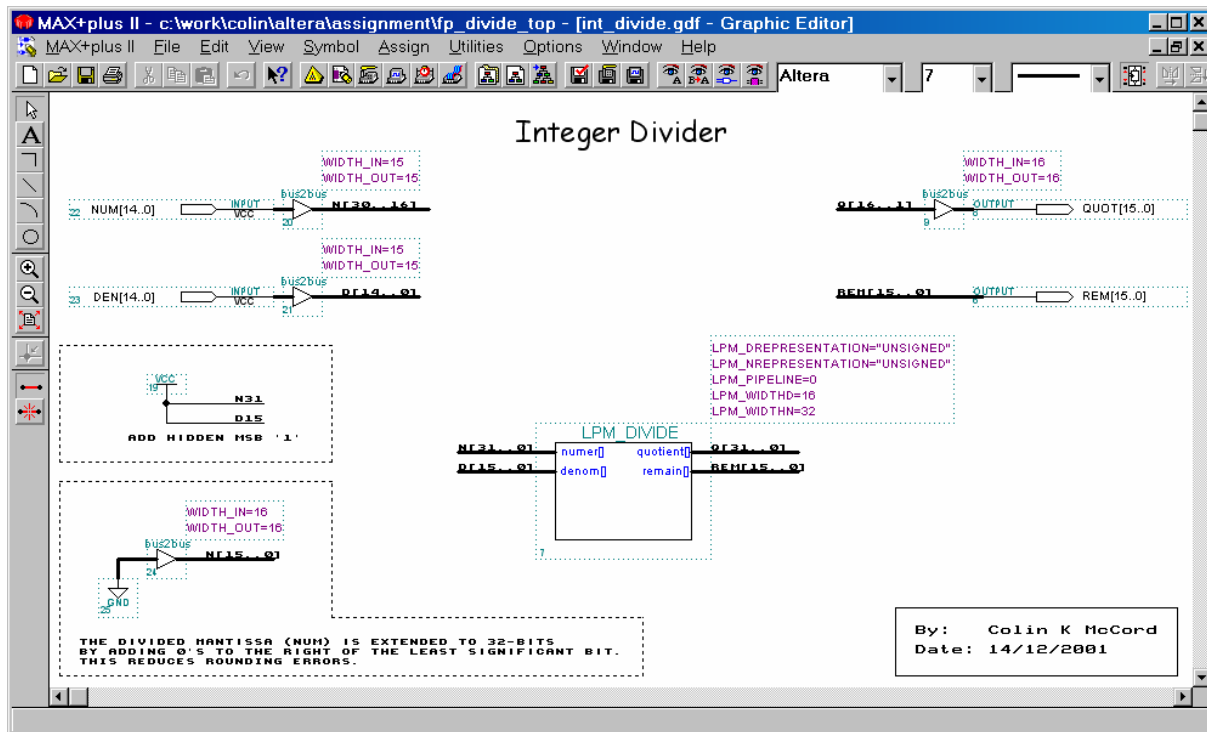 MAX+plus II - c:\work\colin\altera\assignment\fp_divide_top - [int_divide.gdf - Graphic Editor]
MAX+plus II File Edit View Symbol Assign Utilities Options Window Help
Altera 7
Integer Divider
WIDTH_IN=15
WIDTH_OUT=15
bus2bus
22 NUM[14..0] INPUT VCC N[30..16]
20
WIDTH_IN=15
WIDTH_OUT=15
bus2bus
23 DEN[14..0] INPUT VCC D[14..0]
21
WIDTH_IN=16
WIDTH_OUT=16
bus2bus
Q[16..1] OUTPUT QUOT[15..0]
9 8
REM[15..0] OUTPUT REM[15..0]
VCC
19
N31
D15
ADD HIDDEN MSB '1'
LPM_DREPRESENTATION="UNSIGNED"
LPM_NREPRESENTATION="UNSIGNED"
LPM_PIPELINE=0
LPM_WIDTHD=16
LPM_WIDTHN=32
LPM_DIVIDE
N[31..0] numer[] quotient[] Q[31..0]
D[15..0] denom[] remain[] REM[15..0]
7
WIDTH_IN=16
WIDTH_OUT=16
bus2bus
N[15..0]
24
GND
25
THE DIVIDED MANTISSA (NUM) IS EXTENDED TO 32-BITS
BY ADDING 0'S TO THE RIGHT OF THE LEAST SIGNIFICANT BIT.
THIS REDUCES ROUNDING ERRORS.
By: Colin K McCord
Date: 14/12/2001